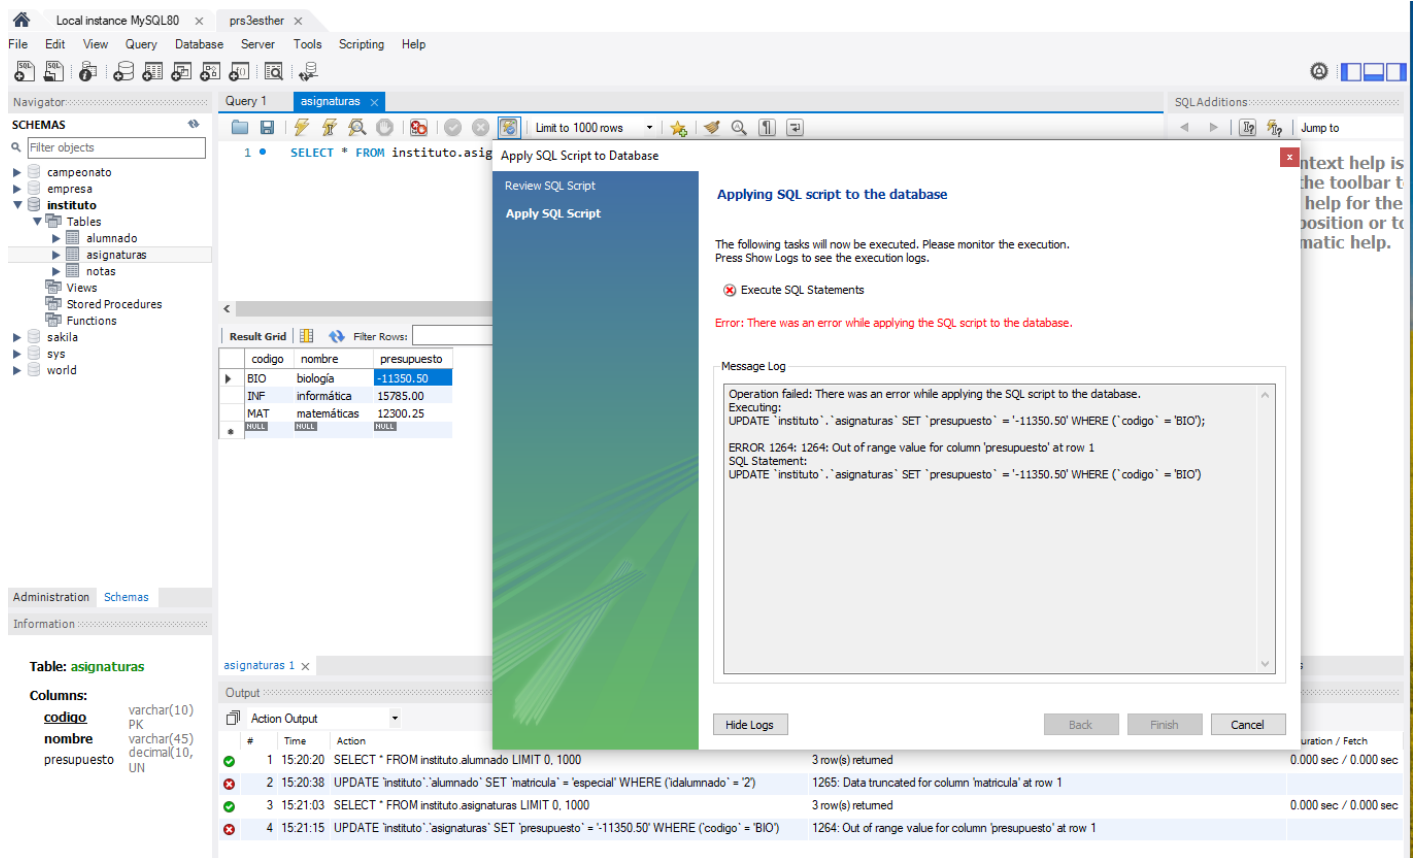 Local instance MySQL80 ×
prs3esther ×
File Edit View Query Database Server Tools Scripting Help
Navigator
SCHEMAS
Filter objects
campeonato
empresa
instituto
Tables
alumnado
asignaturas
notas
Views
Stored Procedures
Functions
sakila
sys
world
Administration Schemas
Information
Table: asignaturas
Columns:
codigo varchar(10) PK
nombre varchar(45)
presupuesto decimal(10, UN
Query 1 asignaturas ×
Limit to 1000 rows
1 SELECT * FROM instituto.asig
Result Grid Filter Rows:
codigo nombre presupuesto
BIO biología -11350.50
INF informática 15785.00
MAT matemáticas 12300.25
NULL NULL NULL
asignaturas 1 ×
Apply SQL Script to Database x
Review SQL Script
Apply SQL Script
Applying SQL script to the database
The following tasks will now be executed. Please monitor the execution.
Press Show Logs to see the execution logs.
Execute SQL Statements
Error: There was an error while applying the SQL script to the database.
Message Log
Operation failed: There was an error while applying the SQL script to the database.
Executing:
UPDATE `instituto`.`asignaturas` SET `presupuesto` = '-11350.50' WHERE (`codigo` = 'BIO');
ERROR 1264: 1264: Out of range value for column 'presupuesto' at row 1
SQL Statement:
UPDATE `instituto`.`asignaturas` SET `presupuesto` = '-11350.50' WHERE (`codigo` = 'BIO')
Hide Logs Back Finish Cancel
SQLAdditions
Jump to
ntext help is
the toolbar t
help for the
position or to
matic help.
Output
Action Output
# Time Action uration / Fetch
1 15:20:20 SELECT * FROM instituto.alumnado LIMIT 0, 1000 3 row(s) returned 0.000 sec / 0.000 sec
2 15:20:38 UPDATE `instituto`.`alumnado` SET `matricula` = 'especial' WHERE (`idalumnado` = '2') 1265: Data truncated for column 'matricula' at row 1
3 15:21:03 SELECT * FROM instituto.asignaturas LIMIT 0, 1000 3 row(s) returned 0.000 sec / 0.000 sec
4 15:21:15 UPDATE `instituto`.`asignaturas` SET `presupuesto` = '-11350.50' WHERE (`codigo` = 'BIO') 1264: Out of range value for column 'presupuesto' at row 1